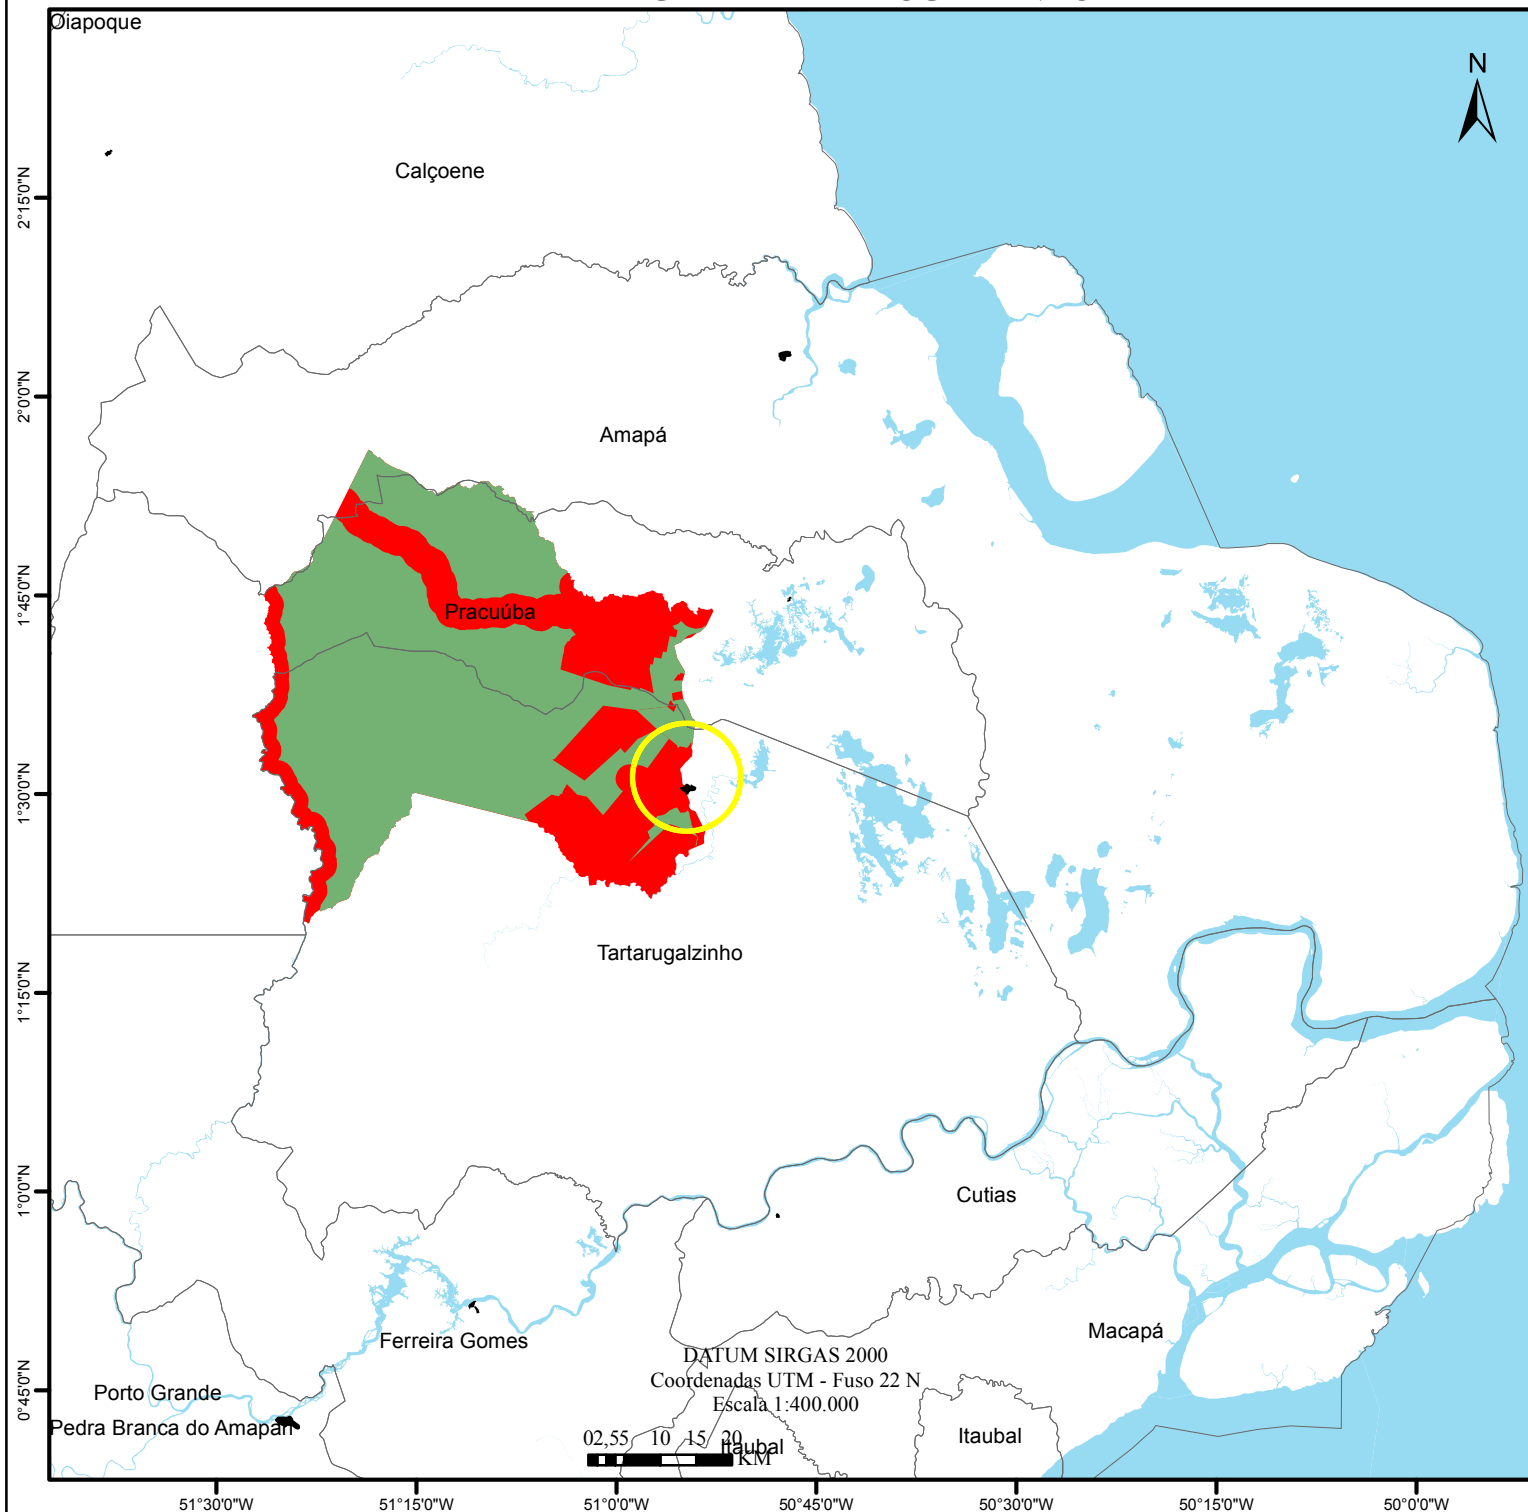 Oiapoque
N
Calçoene
2°15'0"N
2°0'0"N
Amapá
1°45'0"N
Pracuúba
1°30'0"N
Tartarugalzinho
1°15'0"N
1°0'0"N
Cutias
Macapá
Ferreira Gomes
DATUM SIRGAS 2000
Coordenadas UTM - Fuso 22 N
Escala 1:400.000
0°45'0"N
Porto Grande
Pedra Branca do Amapari
02,55 10 15 20
KM
Itaubal
Itaubal
51°30'0"W 51°15'0"W 51°0'0"W 50°45'0"W 50°30'0"W 50°15'0"W 50°0'0"W